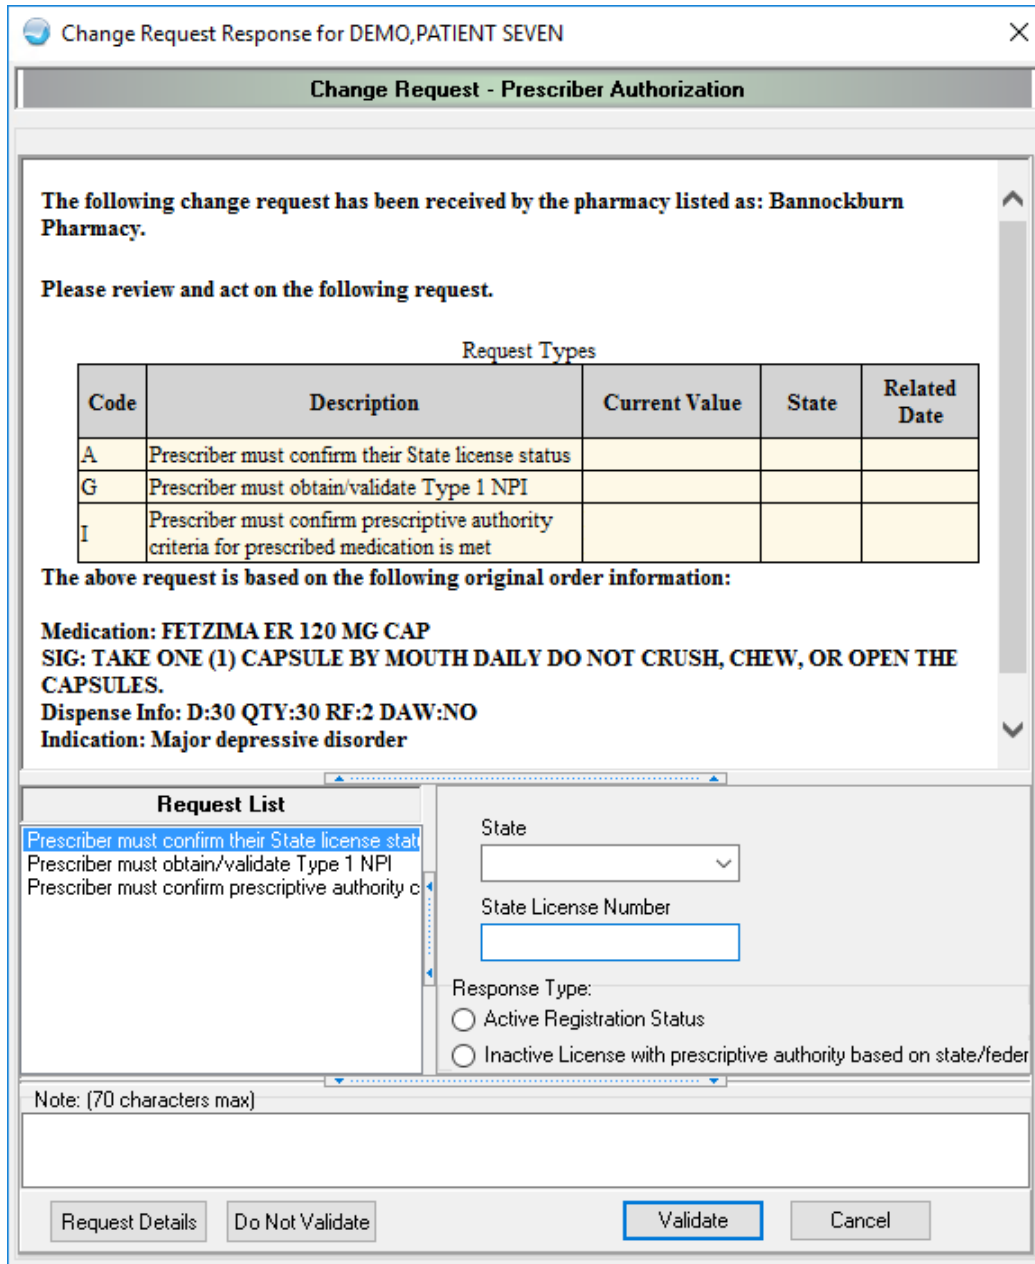 Change Request Response for DEMO,PATIENT SEVEN
Change Request - Prescriber Authorization
The following change request has been received by the pharmacy listed as: Bannockburn
Pharmacy.
Please review and act on the following request.
Request Types
Code Description Current Value State Related Date
A Prescriber must confirm their State license status
G Prescriber must obtain/validate Type 1 NPI
I Prescriber must confirm prescriptive authority
criteria for prescribed medication is met
The above request is based on the following original order information:
Medication: FETZIMA ER 120 MG CAP
SIG: TAKE ONE (1) CAPSULE BY MOUTH DAILY DO NOT CRUSH, CHEW, OR OPEN THE
CAPSULES.
Dispense Info: D:30 QTY:30 RF:2 DAW:NO
Indication: Major depressive disorder
Request List
Prescriber must confirm their State license stat
Prescriber must obtain/validate Type 1 NPI
Prescriber must confirm prescriptive authority c
State
State License Number
Response Type:
Active Registration Status
Inactive License with prescriptive authority based on state/feder
Note: (70 characters max)
Request Details Do Not Validate Validate Cancel